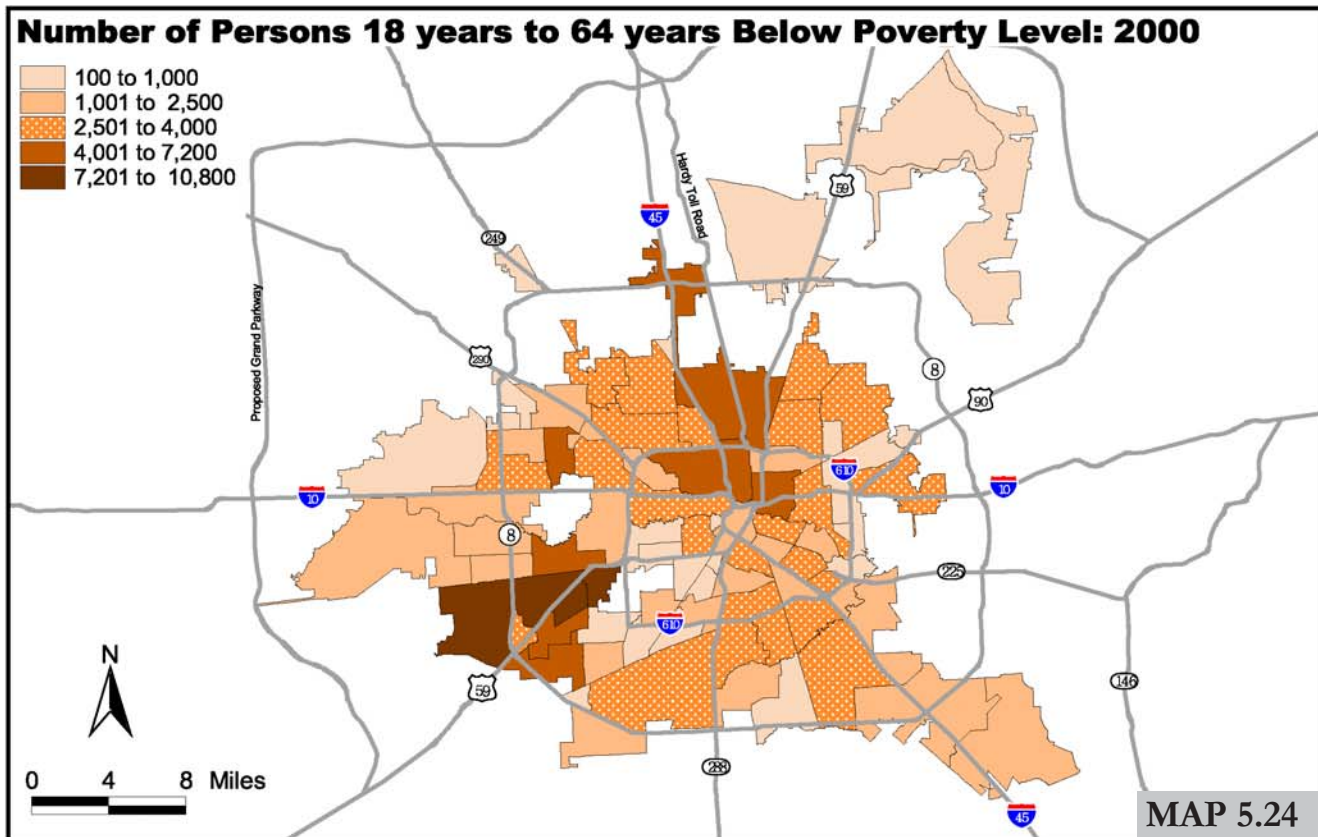 Number of Persons 18 years to 64 years Below Poverty Level: 2000
100 to 1,000
1,001 to 2,500
2,501 to 4,000
4,001 to 7,200
7,201 to 10,800
59
Hardy Toll Road
45
249
Proposed Grand Parkway
290
8
90
610
10
10
8
225
610
59
146
N
288
0 4 8 Miles
45
MAP 5.24